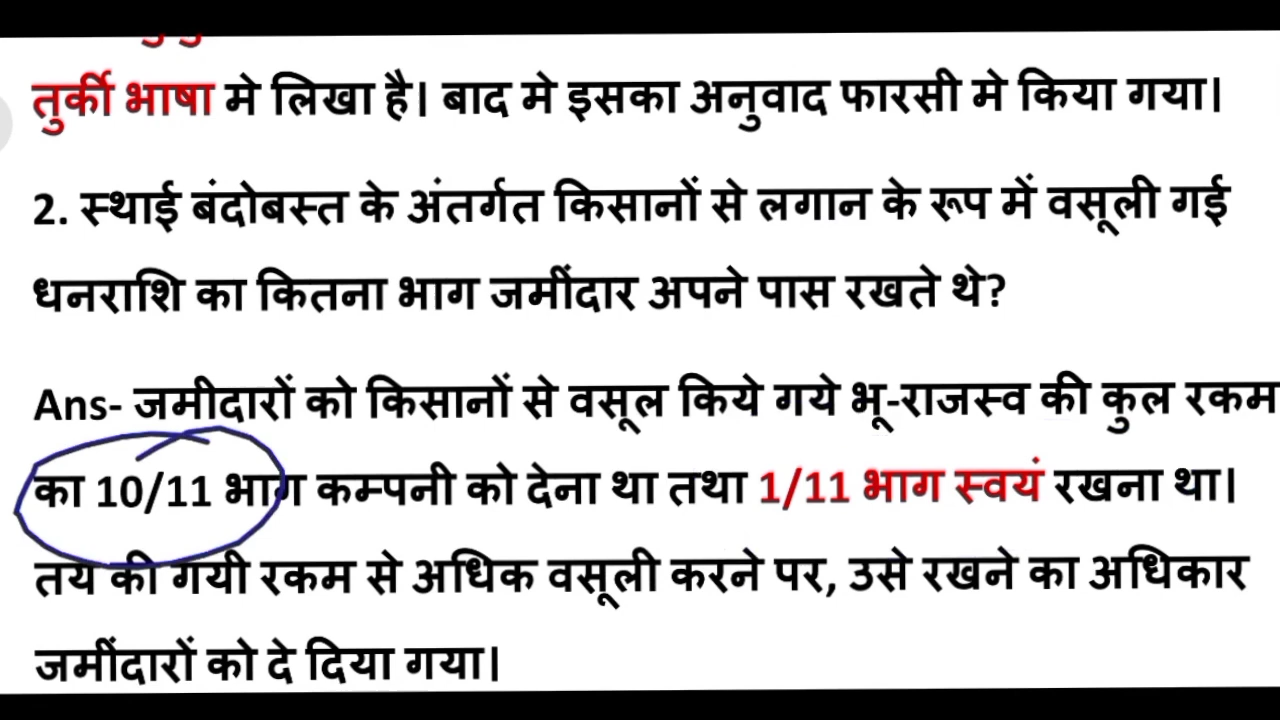 तुर्की भाषा मे लिखा है। बाद मे इसका अनुवाद फारसी मे किया गया।
2. स्थाई बंदोबस्त के अंतर्गत किसानों से लगान के रूप में वसूली गई
धनराशि का कितना भाग जमींदार अपने पास रखते थे?
Ans- जमीदारों को किसानों से वसूल किये गये भू-राजस्व की कुल रकम
का 10/11 भाग कम्पनी को देना था तथा 1/11 भाग स्वयं रखना था।
तय की गयी रकम से अधिक वसूली करने पर, उसे रखने का अधिकार
जमींदारों को दे दिया गया।